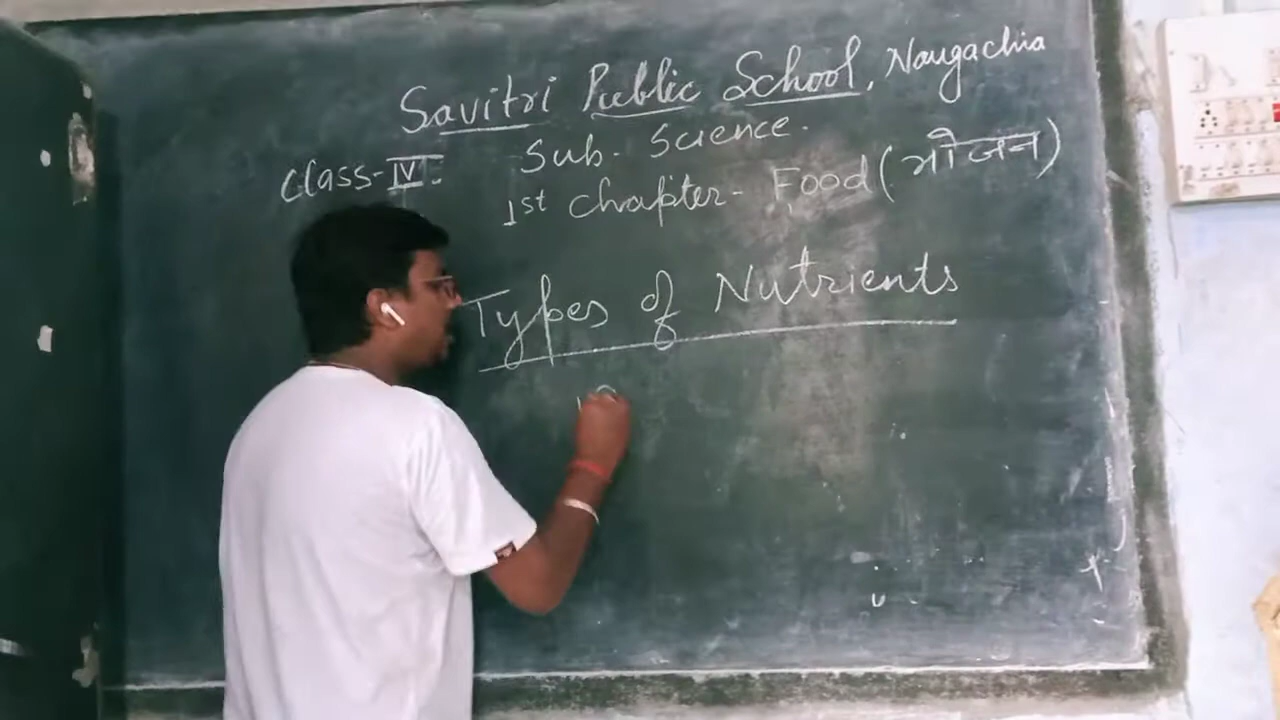 Savitri Public School, Naugachia
Class-IV. Sub. Science.
1st Chapter- Food (भोजन)
Types of Nutrients